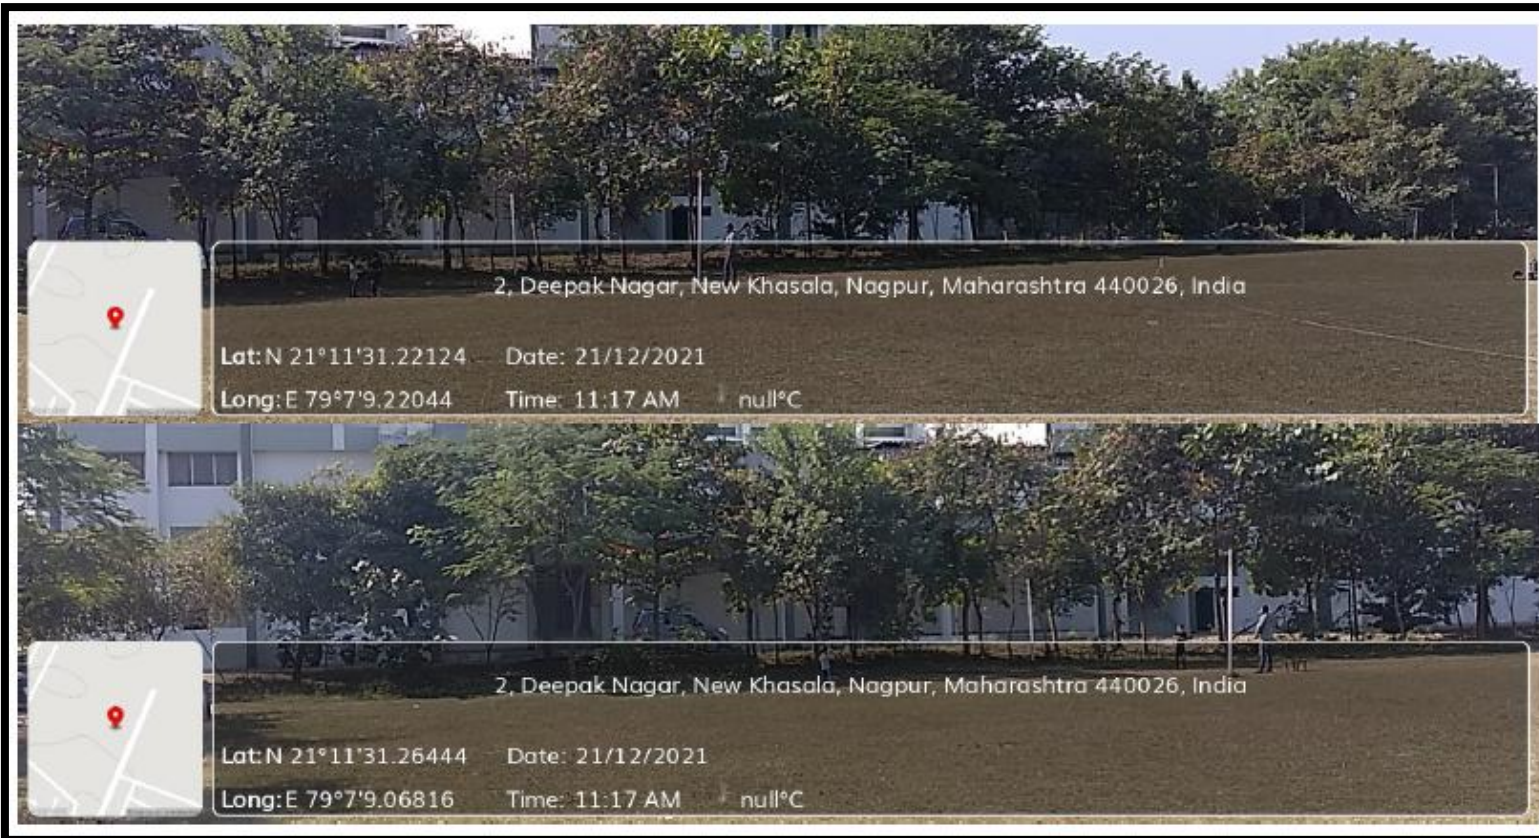 2, Deepak Nagar, New Khasala, Nagpur, Maharashtra 440026, India
Lat: N 21°11'31.22124 Date: 21/12/2021
Long: E 79°7'9.22044 Time: 11:17 AM null°C
2, Deepak Nagar, New Khasala, Nagpur, Maharashtra 440026, India
Lat: N 21°11'31.26444 Date: 21/12/2021
Long: E 79°7'9.06816 Time: 11:17 AM null°C